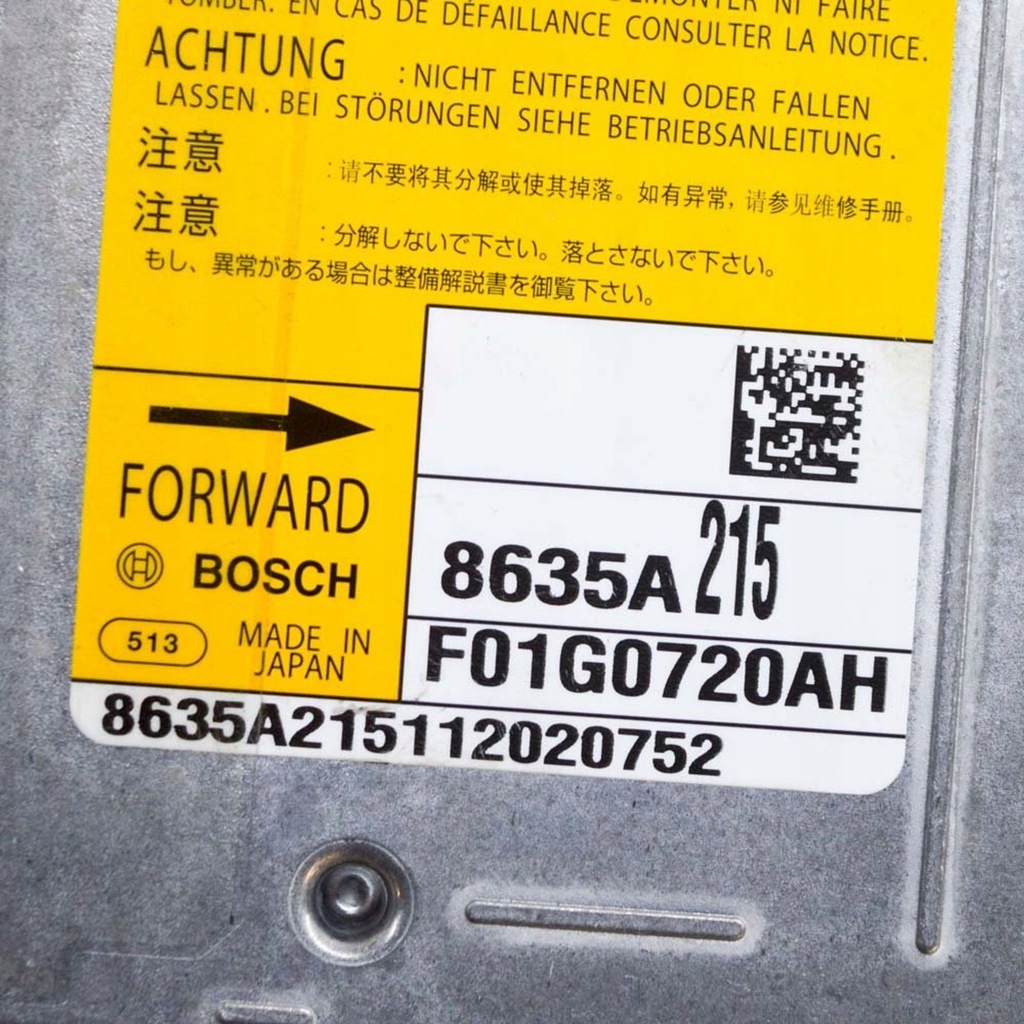 DÉMONTER NI FAIRE
TOMBER. EN CAS DE DÉFAILLANCE CONSULTER LA NOTICE.
ACHTUNG : NICHT ENTFERNEN ODER FALLEN
LASSEN . BEI STÖRUNGEN SIEHE BETRIEBSANLEITUNG .
注意 : 请不要将其分解或使其掉落。如有异常，请参见维修手册。
注意 : 分解しないで下さい。落とさないで下さい。
もし、異常がある場合は整備解説書を御覧下さい。
FORWARD
BOSCH
513 MADE IN
JAPAN
8635A 215
F01G0720AH
8635A215112020752